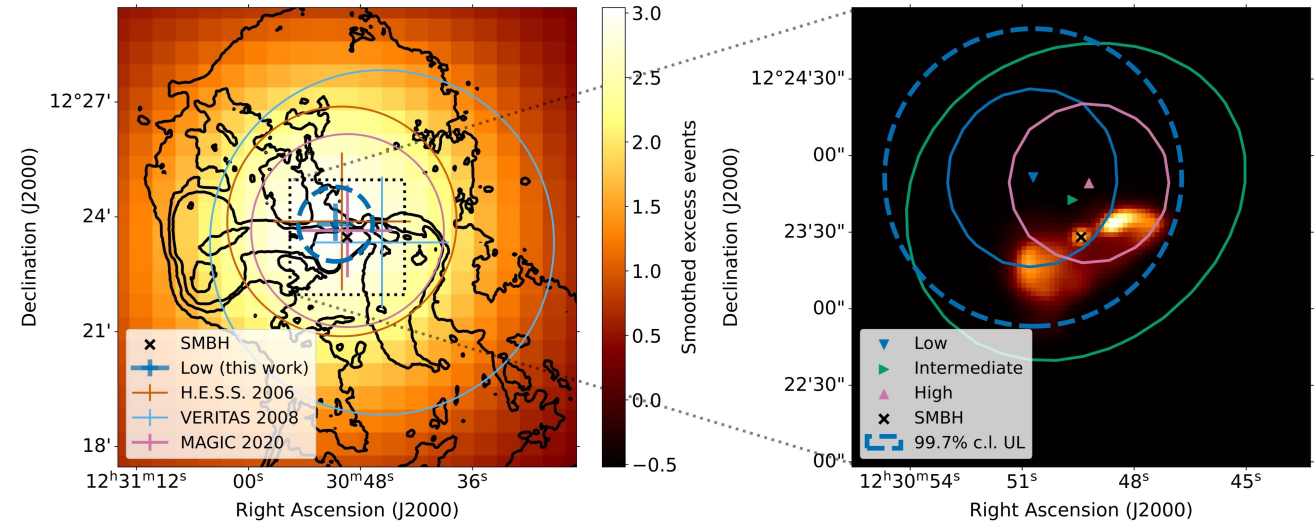 12°27'
24'
21'
18'
Declination (J2000)
SMBH
Low (this work)
H.E.S.S. 2006
VERITAS 2008
MAGIC 2020
12ʰ31ᵐ12ˢ 00ˢ 30ᵐ48ˢ 36ˢ
Right Ascension (J2000)
3.0
2.5
2.0
1.5
1.0
0.5
0.0
−0.5
Smoothed excess events
12°24'30"
00"
23'30"
00"
22'30"
00"
Declination (J2000)
Low
Intermediate
High
SMBH
99.7% c.l. UL
12ʰ30ᵐ54ˢ 51ˢ 48ˢ 45ˢ
Right Ascension (J2000)